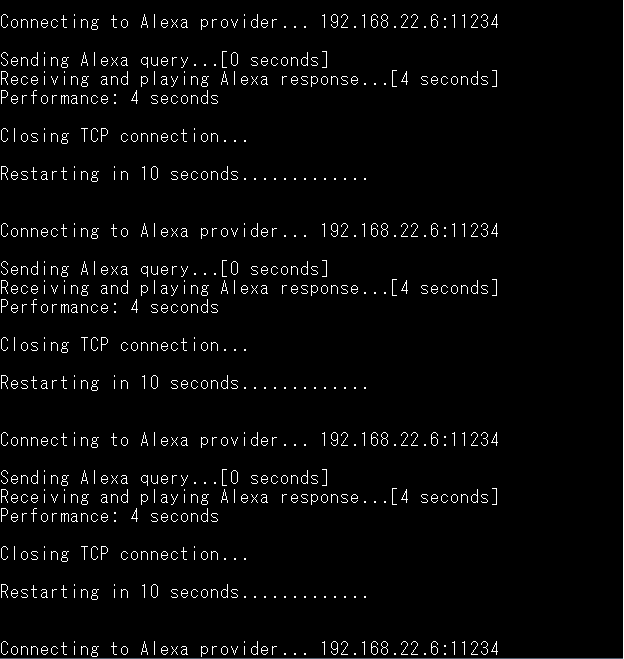 Connecting to Alexa provider... 192.168.22.6:11234
Sending Alexa query...[0 seconds]
Receiving and playing Alexa response...[4 seconds]
Performance: 4 seconds
Closing TCP connection...
Restarting in 10 seconds.............
Connecting to Alexa provider... 192.168.22.6:11234
Sending Alexa query...[0 seconds]
Receiving and playing Alexa response...[4 seconds]
Performance: 4 seconds
Closing TCP connection...
Restarting in 10 seconds.............
Connecting to Alexa provider... 192.168.22.6:11234
Sending Alexa query...[0 seconds]
Receiving and playing Alexa response...[4 seconds]
Performance: 4 seconds
Closing TCP connection...
Restarting in 10 seconds.............
Connecting to Alexa provider... 192.168.22.6:11234